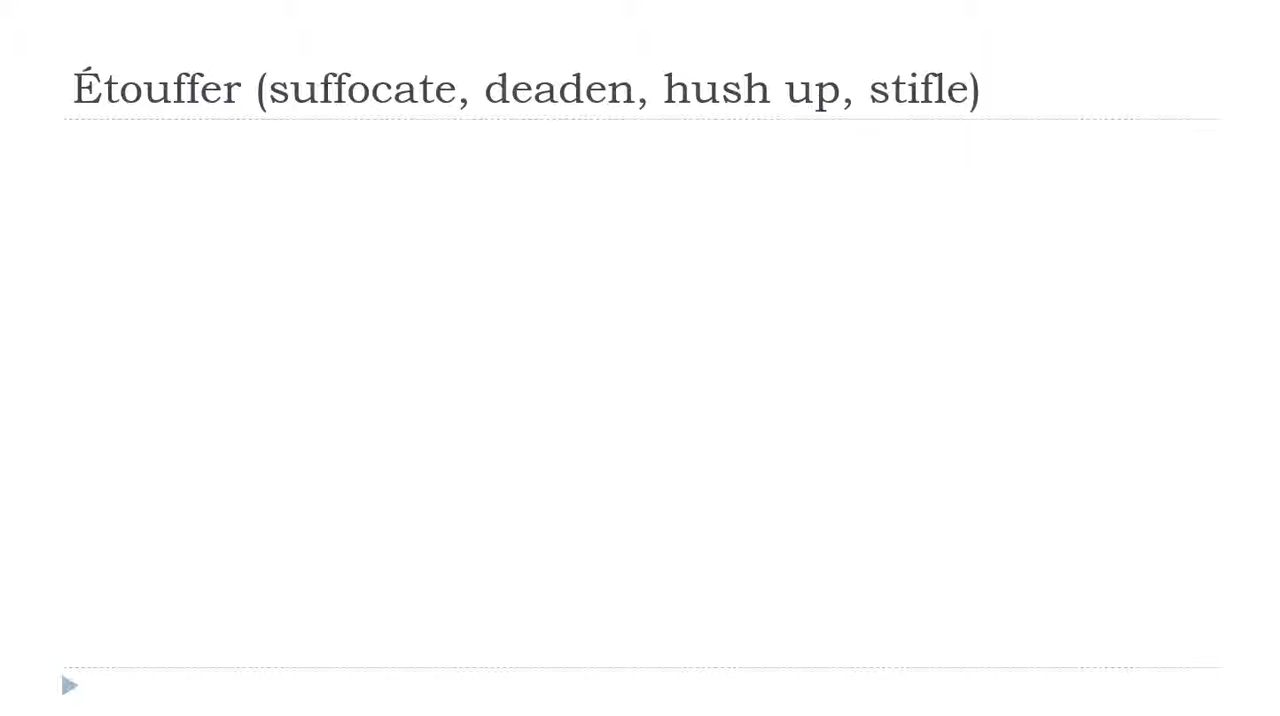 Étouffer (suffocate, deaden, hush up, stifle)